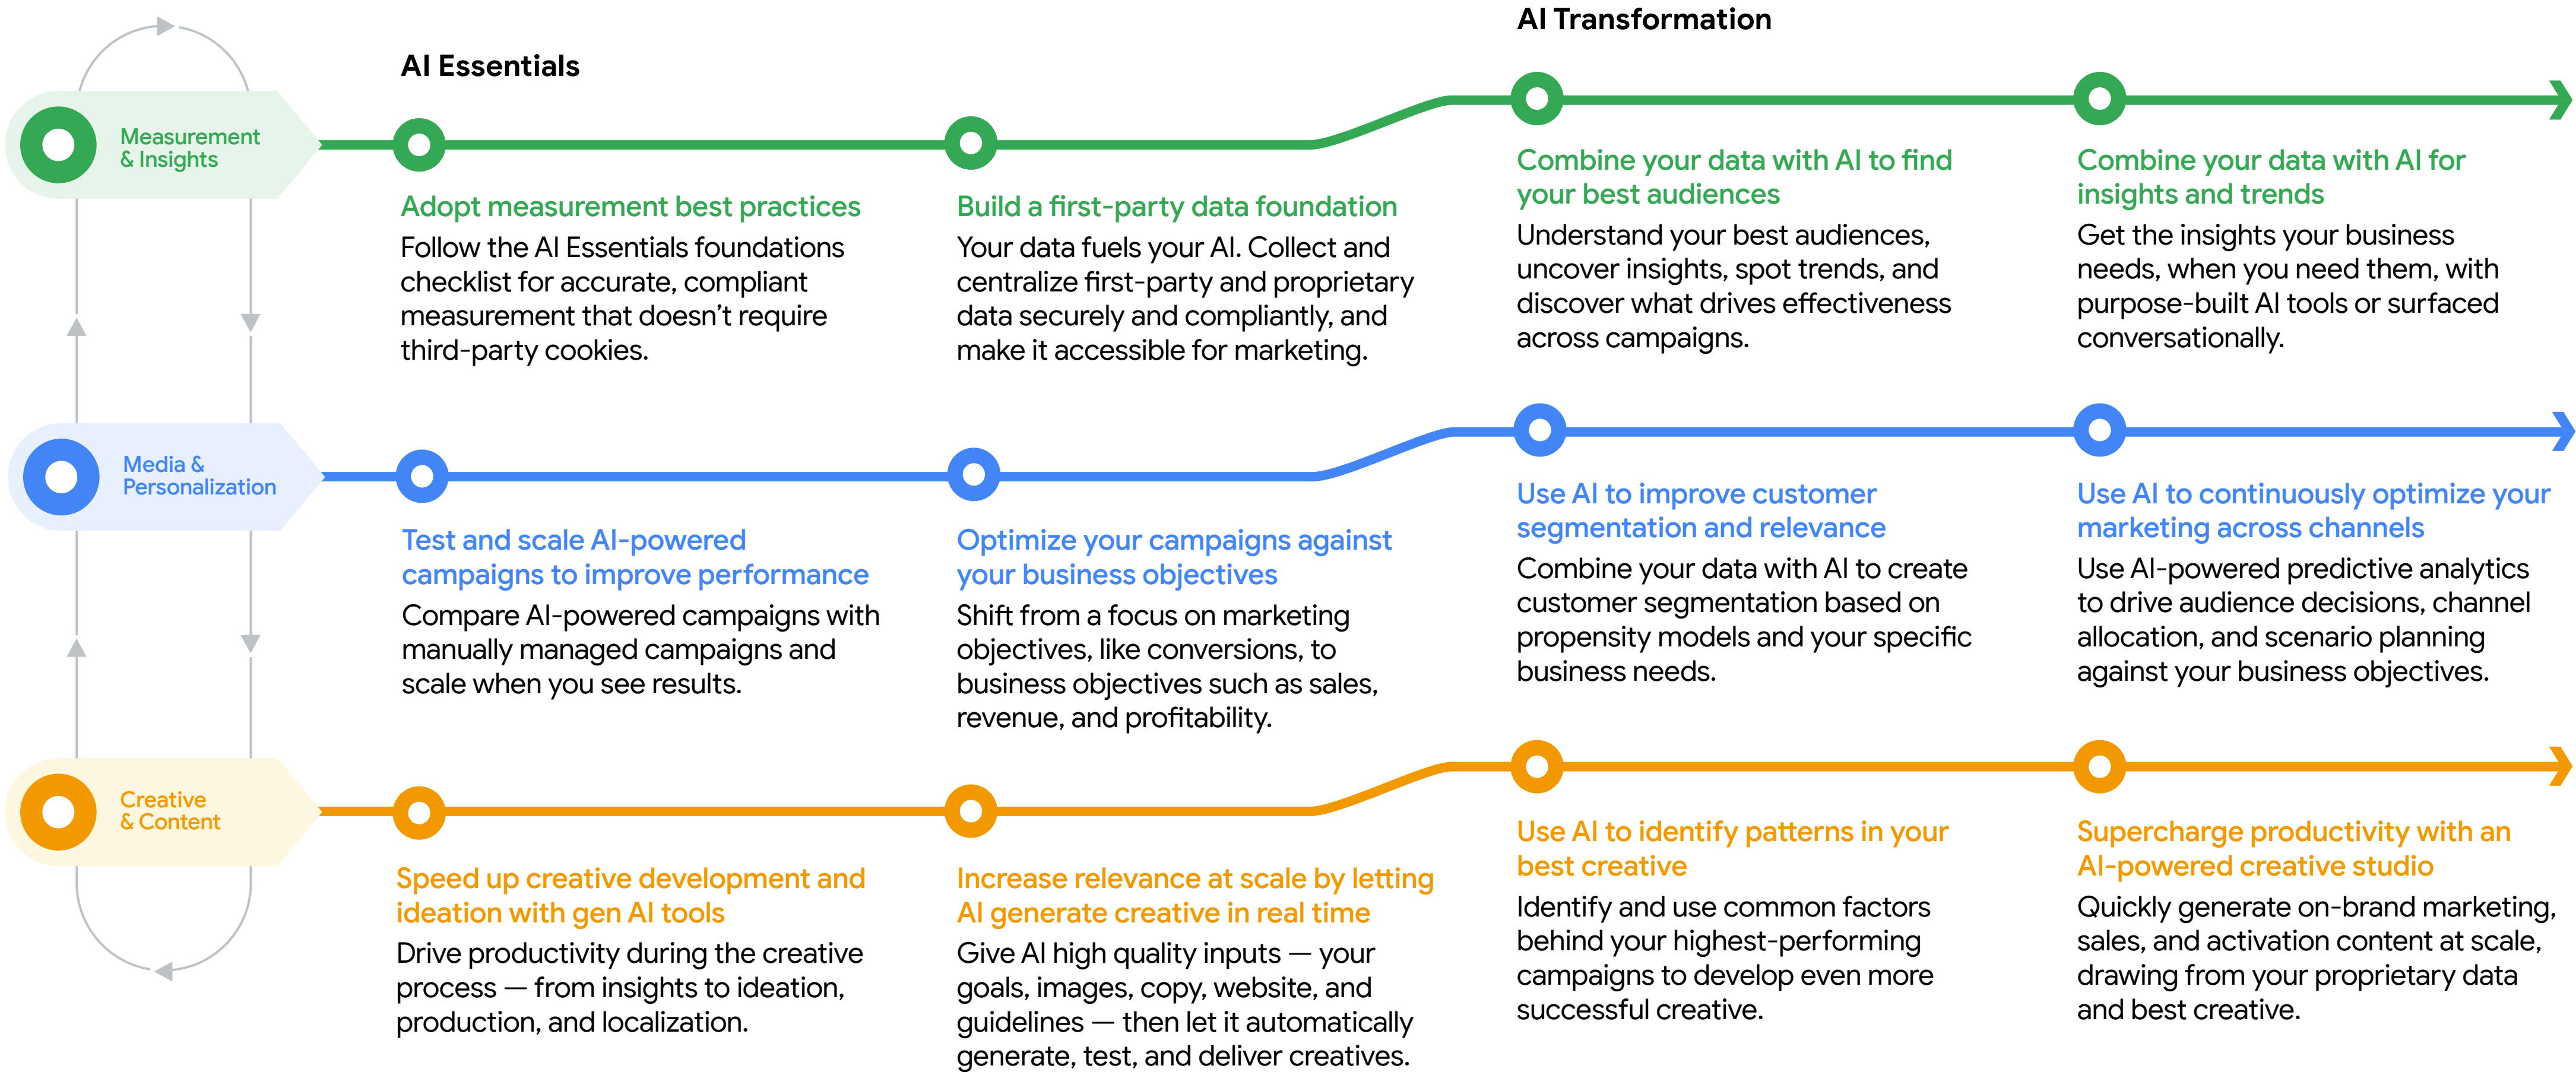 AI Transformation
AI Essentials
Measurement
& Insights
Adopt measurement best practices
Follow the AI Essentials foundations
checklist for accurate, compliant
measurement that doesn’t require
third-party cookies.
Build a first-party data foundation
Your data fuels your AI. Collect and
centralize first-party and proprietary
data securely and compliantly, and
make it accessible for marketing.
Combine your data with AI to find
your best audiences
Understand your best audiences,
uncover insights, spot trends, and
discover what drives effectiveness
across campaigns.
Combine your data with AI for
insights and trends
Get the insights your business
needs, when you need them, with
purpose-built AI tools or surfaced
conversationally.
Media &
Personalization
Test and scale AI-powered
campaigns to improve performance
Compare AI-powered campaigns with
manually managed campaigns and
scale when you see results.
Optimize your campaigns against
your business objectives
Shift from a focus on marketing
objectives, like conversions, to
business objectives such as sales,
revenue, and profitability.
Use AI to improve customer
segmentation and relevance
Combine your data with AI to create
customer segmentation based on
propensity models and your specific
business needs.
Use AI to continuously optimize your
marketing across channels
Use AI-powered predictive analytics
to drive audience decisions, channel
allocation, and scenario planning
against your business objectives.
Creative
& Content
Speed up creative development and
ideation with gen AI tools
Drive productivity during the creative
process — from insights to ideation,
production, and localization.
Increase relevance at scale by letting
AI generate creative in real time
Give AI high quality inputs — your
goals, images, copy, website, and
guidelines — then let it automatically
generate, test, and deliver creatives.
Use AI to identify patterns in your
best creative
Identify and use common factors
behind your highest-performing
campaigns to develop even more
successful creative.
Supercharge productivity with an
AI-powered creative studio
Quickly generate on-brand marketing,
sales, and activation content at scale,
drawing from your proprietary data
and best creative.